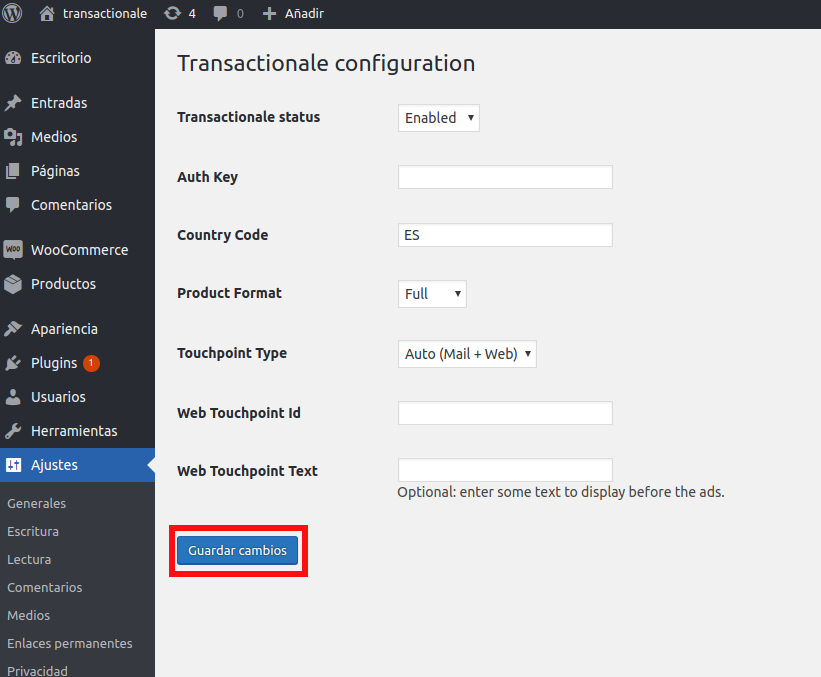 transactionale 4 0 Añadir
Escritorio
Entradas
Medios
Páginas
Comentarios
WOO WooCommerce
Productos
Apariencia
Plugins 1
Usuarios
Herramientas
Ajustes
Generales
Escritura
Lectura
Comentarios
Medios
Enlaces permanentes
Privacidad
Transactionale configuration
Transactionale status Enabled
Auth Key
Country Code ES
Product Format Full
Touchpoint Type Auto (Mail + Web)
Web Touchpoint Id
Web Touchpoint Text
Optional: enter some text to display before the ads.
Guardar cambios